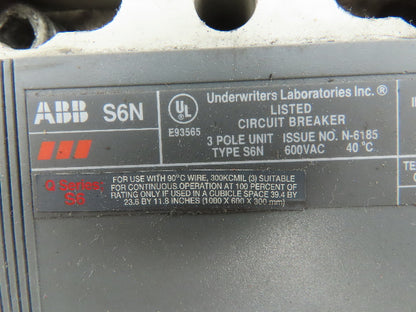 ABB S6N
UL
E93565
Underwriters Laboratories Inc.®
LISTED
CIRCUIT BREAKER
3 POLE UNIT ISSUE NO. N-6185
TYPE S6N 600VAC 40 °C
Q Series
S6
FOR USE WITH 90°C WIRE, 300KCMIL (3) SUITABLE
FOR CONTINUOUS OPERATION AT 100 PERCENT OF
RATING ONLY IF USED IN A CUBICLE SPACE 39.4 BY
23.6 BY 11.8 INCHES (1000 X 600 X 300 mm)